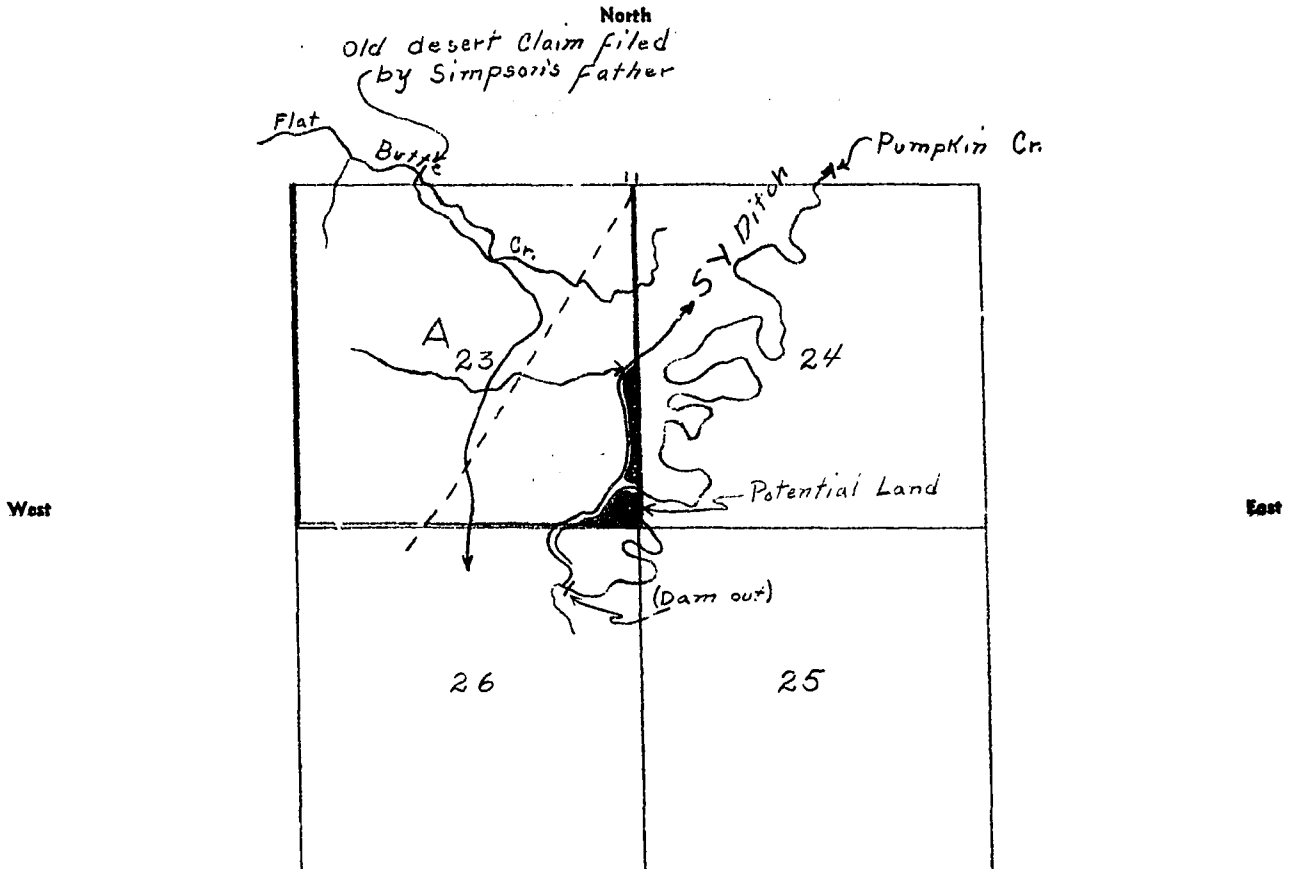 North
Old desert Claim filed
by Simpson's father
Flat
Butte
Cr.
Pumpkin Cr.
S Y Ditch
A
23
24
West
Potential Land
East
(Dam out)
26
25